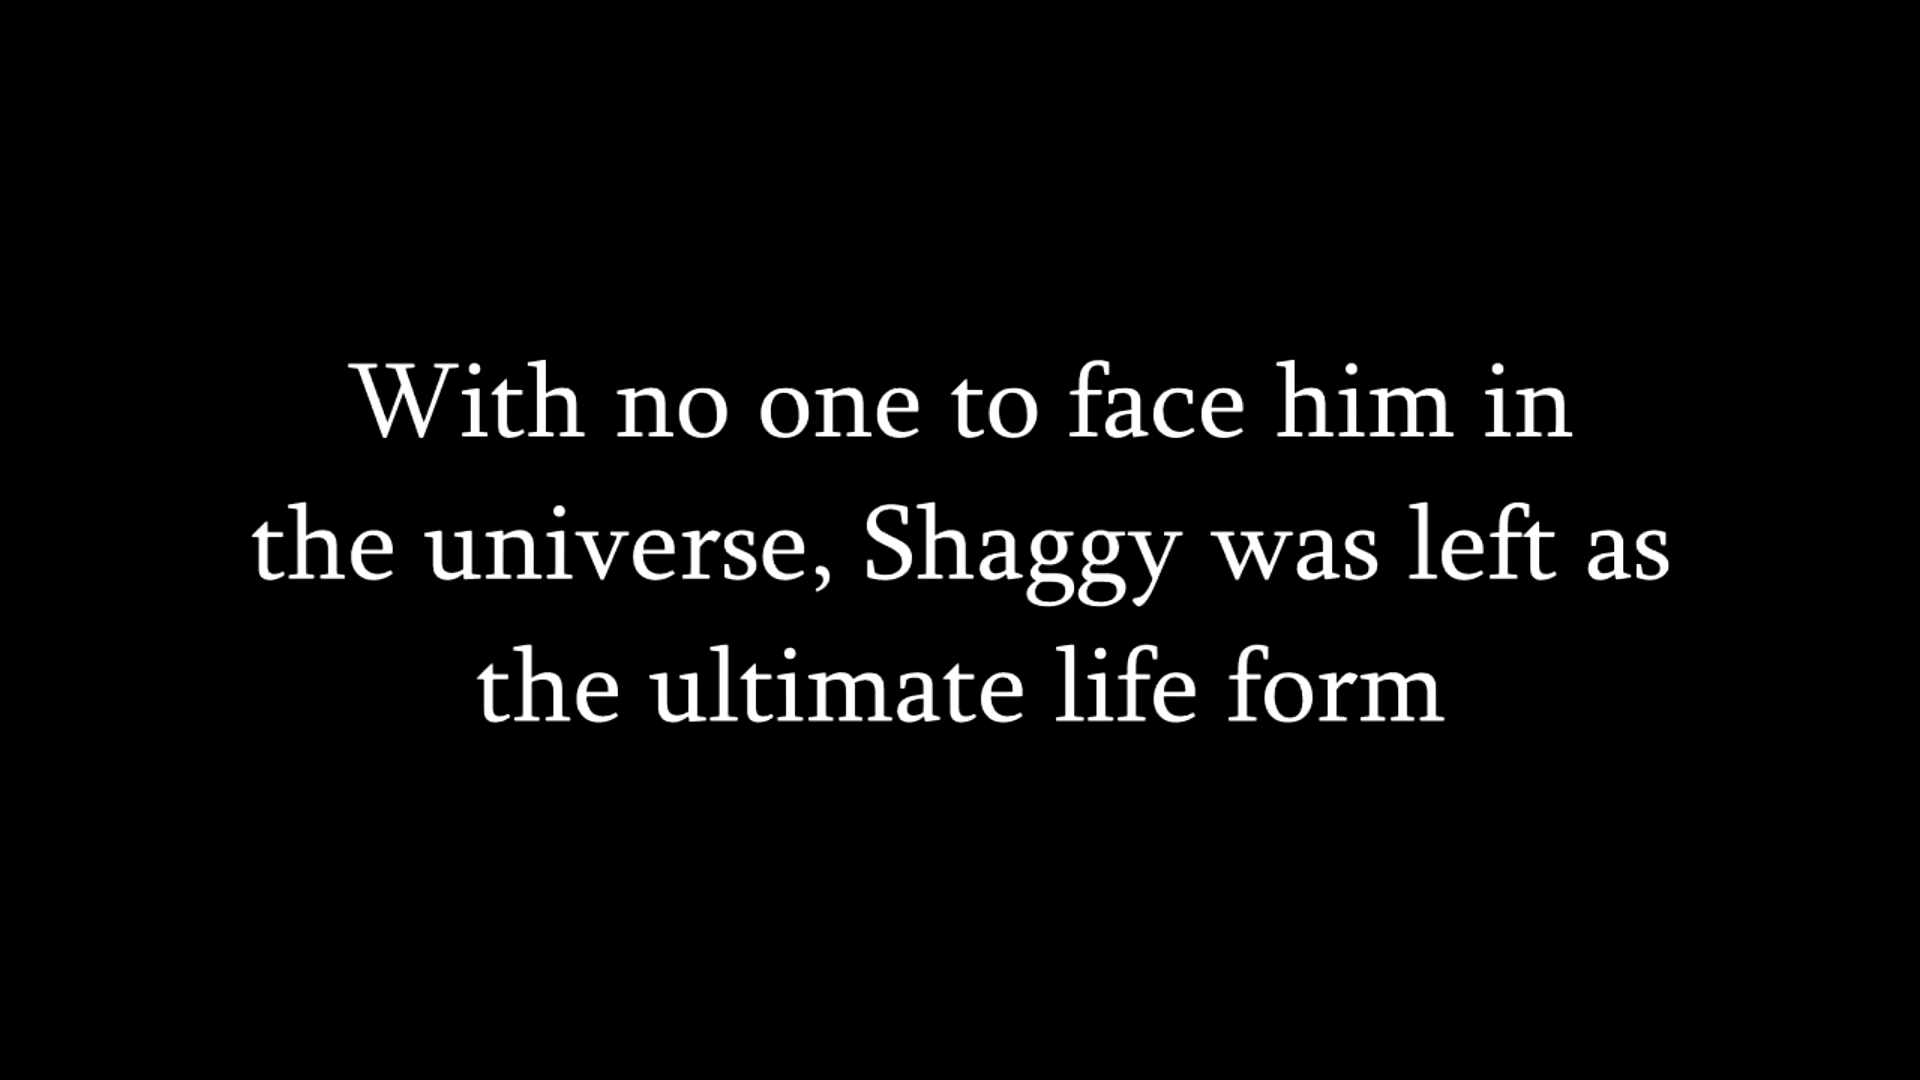 With no one to face him in
the universe, Shaggy was left as
the ultimate life form